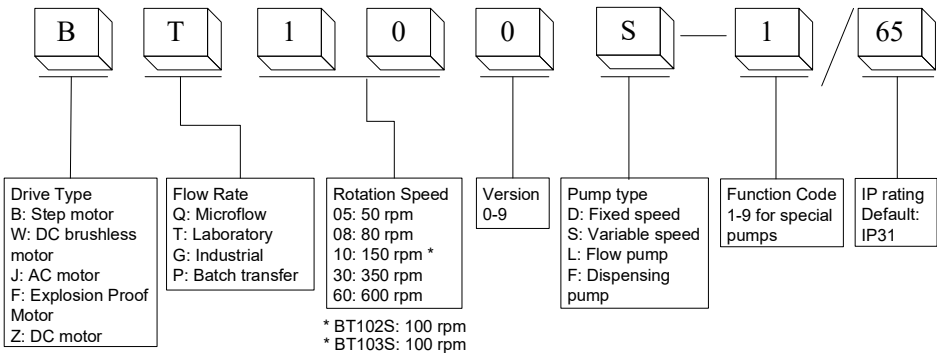 B T 1 0 0 S — 1 / 65
Drive Type
B: Step motor
W: DC brushless
motor
J: AC motor
F: Explosion Proof
Motor
Z: DC motor
Flow Rate
Q: Microflow
T: Laboratory
G: Industrial
P: Batch transfer
Rotation Speed
05: 50 rpm
08: 80 rpm
10: 150 rpm *
30: 350 rpm
60: 600 rpm
* BT102S: 100 rpm
* BT103S: 100 rpm
Version
0-9
Pump type
D: Fixed speed
S: Variable speed
L: Flow pump
F: Dispensing
pump
Function Code
1-9 for special
pumps
IP rating
Default:
IP31